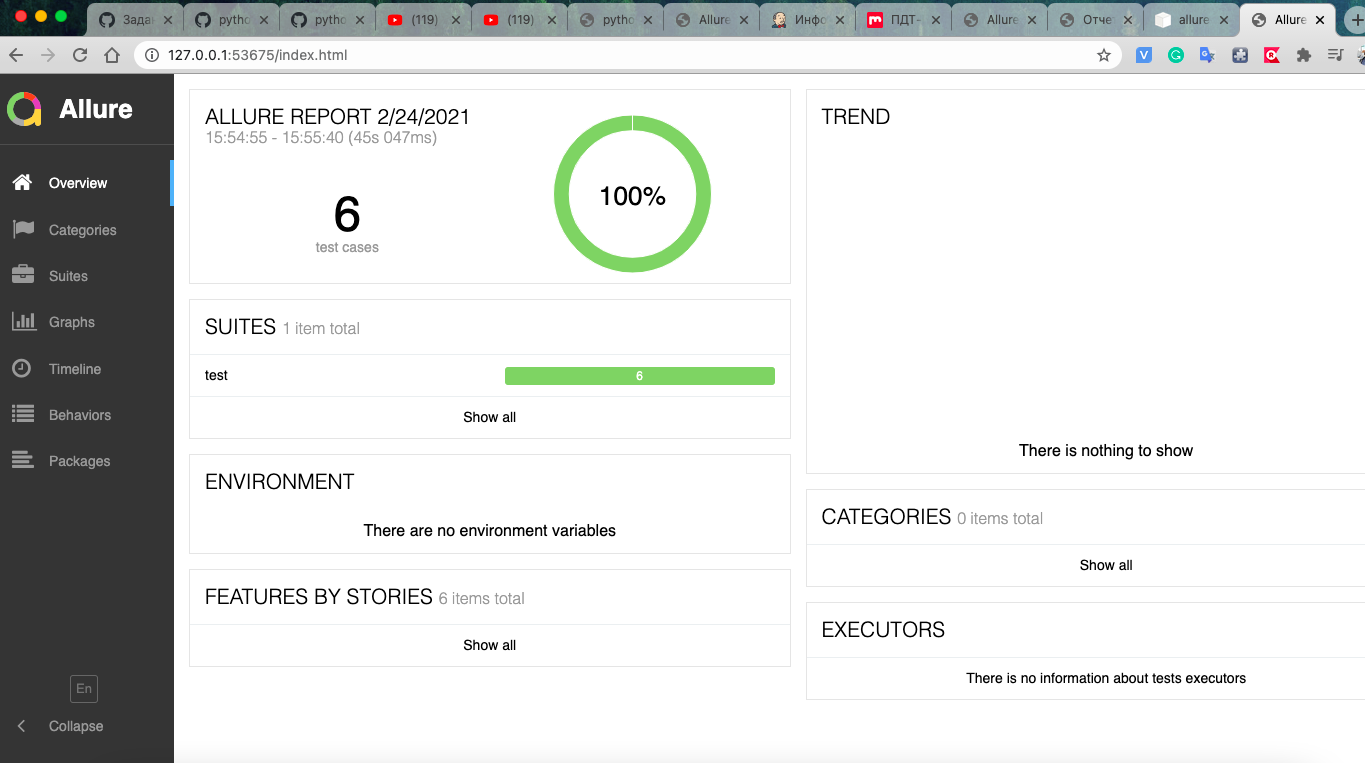 Зада
pytho
pytho
(119)
(119)
pytho
Allure
Инфо
ПДТ-
Allure
Отче
allure
Allure
127.0.0.1:53675/index.html
Allure
Overview
Categories
Suites
Graphs
Timeline
Behaviors
Packages
En
Collapse
ALLURE REPORT 2/24/2021
15:54:55 - 15:55:40 (45s 047ms)
6
test cases
100%
SUITES 1 item total
test 6
Show all
ENVIRONMENT
There are no environment variables
FEATURES BY STORIES 6 items total
Show all
TREND
There is nothing to show
CATEGORIES 0 items total
Show all
EXECUTORS
There is no information about tests executors